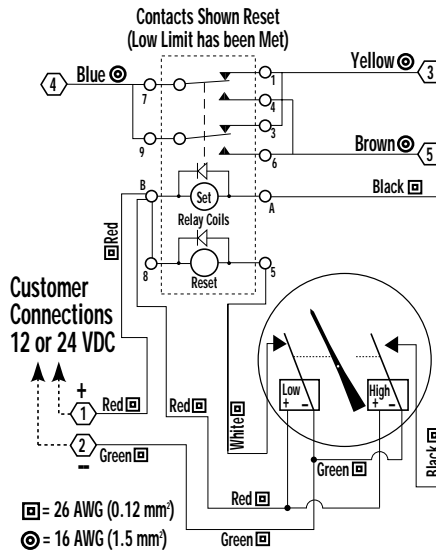 Contacts Shown Reset
(Low Limit has been Met)
Blue
Yellow
4
7
1
3
4
9
3
6
Brown
5
B
Set
A
Black
Relay Coils
Red
8
Reset
5
Customer
Connections
12 or 24 VDC
Low
+ –
High
+ –
White
+
1
Red
Red
2
–
Green
Green
Black
Red
= 26 AWG (0.12 mm²)
= 16 AWG (1.5 mm²)
Green